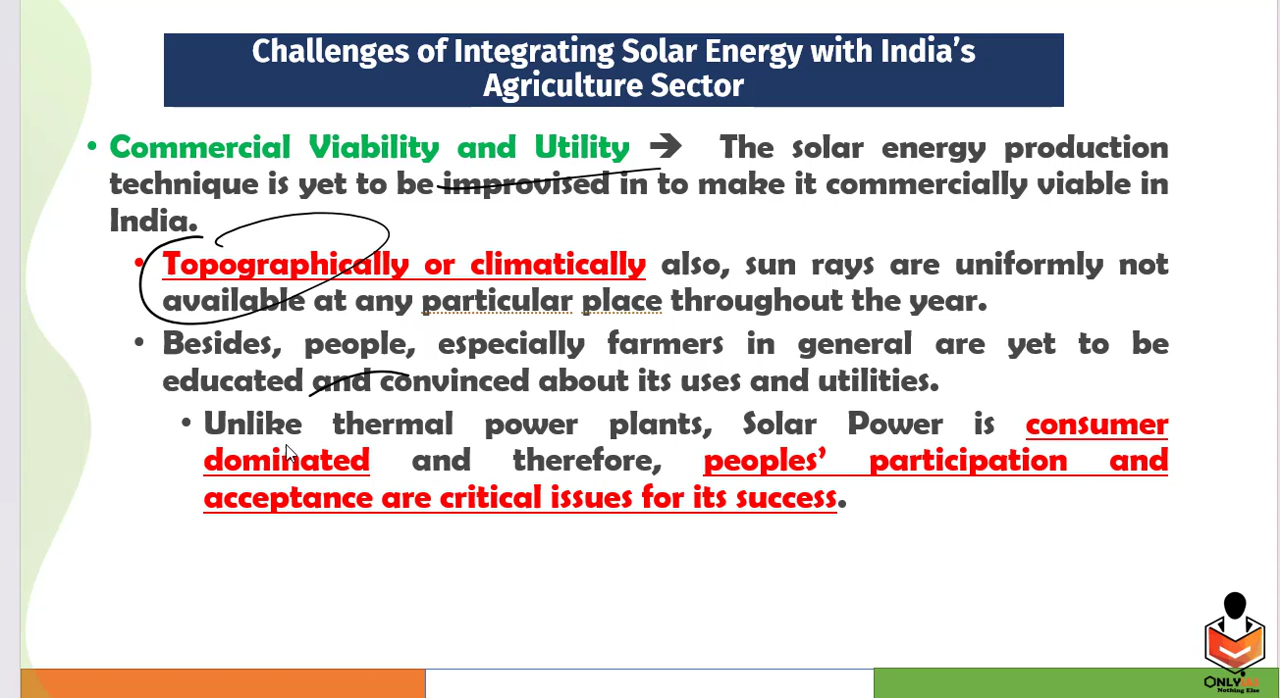 Challenges of Integrating Solar Energy with India's
Agriculture Sector
• Commercial Viability and Utility → The solar energy production
technique is yet to be improvised in to make it commercially viable in
India.
• Topographically or climatically also, sun rays are uniformly not
available at any particular place throughout the year.
• Besides, people, especially farmers in general are yet to be
educated and convinced about its uses and utilities.
• Unlike thermal power plants, Solar Power is consumer
dominated and therefore, peoples' participation and
acceptance are critical issues for its success.
Nothing Else